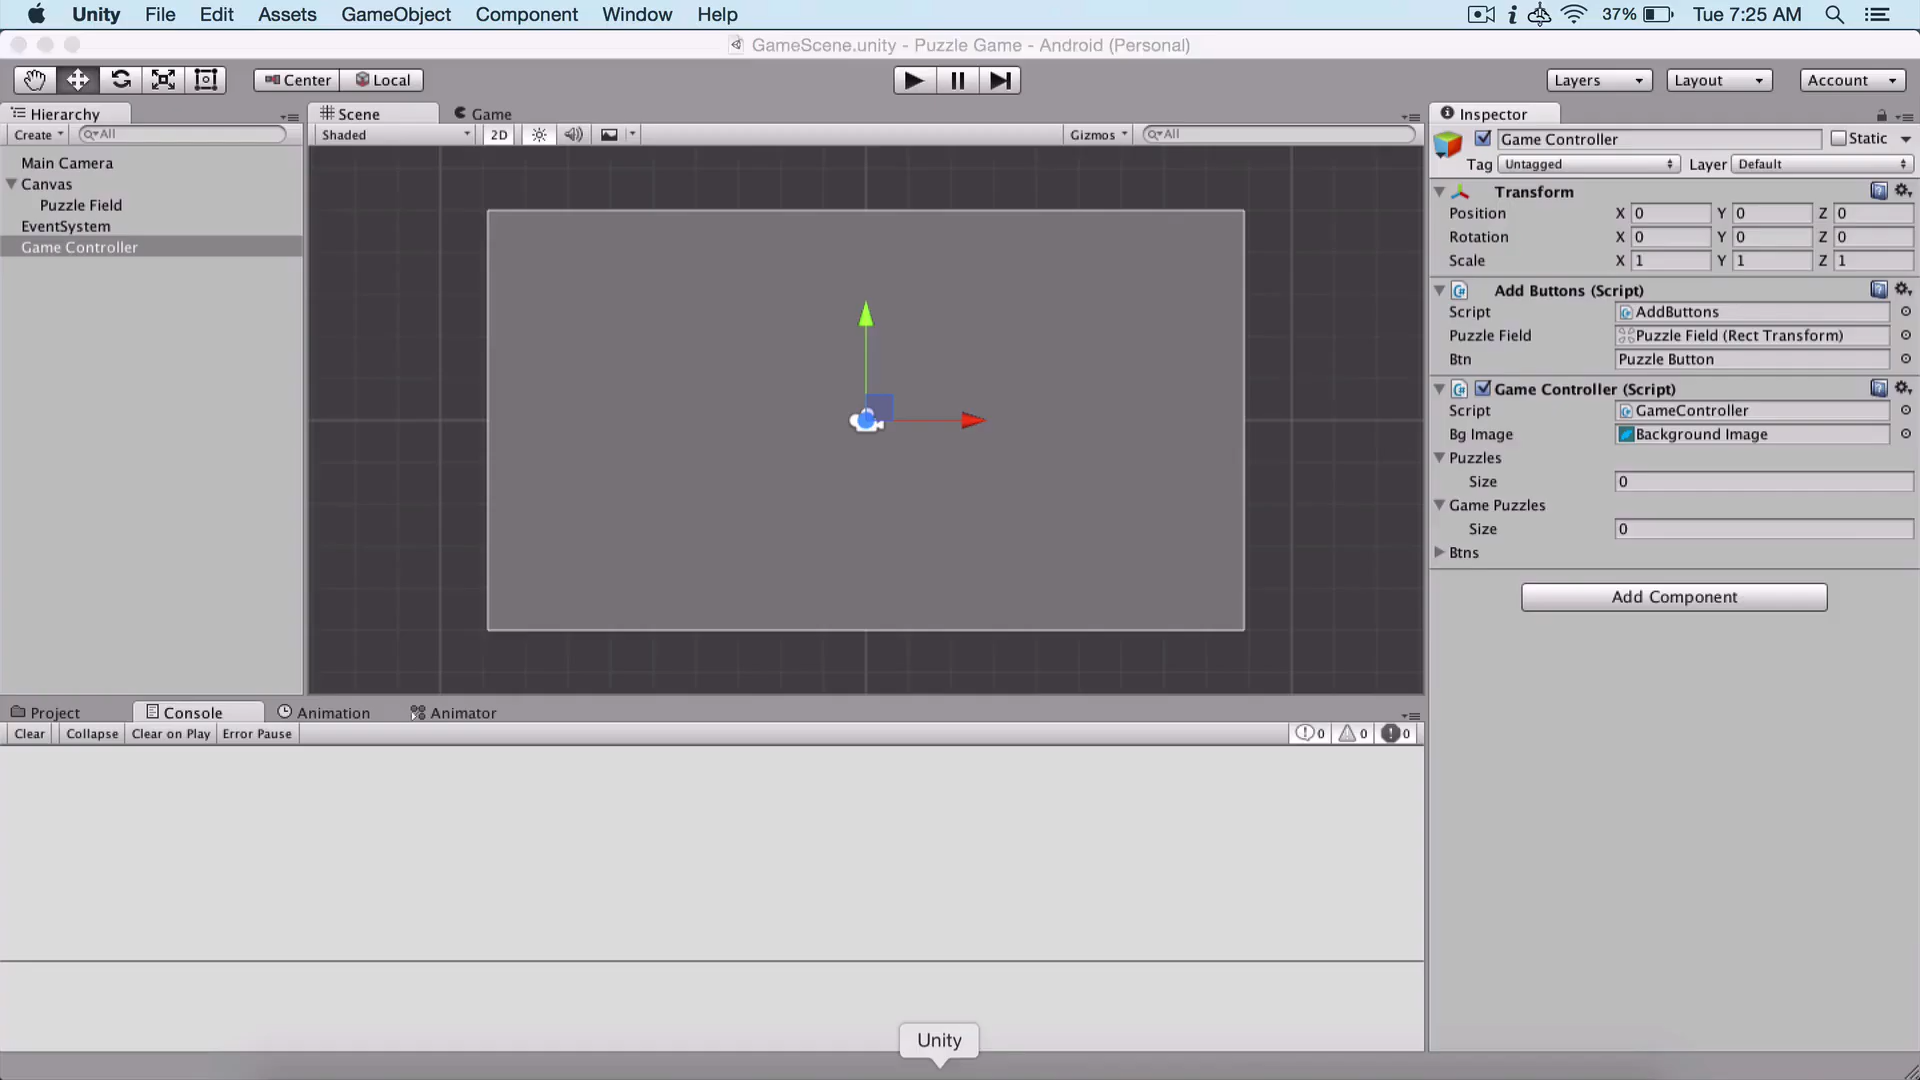 Unity File Edit Assets GameObject Component Window Help 37% Tue 7:25 AM
GameScene.unity - Puzzle Game - Android (Personal)
Center Local Layers Layout Account
Hierarchy
Create All
Main Camera
Canvas
Puzzle Field
EventSystem
Game Controller
Scene Game
Shaded 2D Gizmos All
Inspector
Game Controller Static
Tag Untagged Layer Default
Transform
Position X 0 Y 0 Z 0
Rotation X 0 Y 0 Z 0
Scale X 1 Y 1 Z 1
Add Buttons (Script)
Script AddButtons
Puzzle Field Puzzle Field (Rect Transform)
Btn Puzzle Button
Game Controller (Script)
Script GameController
Bg Image Background Image
Puzzles
Size 0
Game Puzzles
Size 0
Btns
Add Component
Project Console Animation Animator
Clear Collapse Clear on Play Error Pause 0 0 0
Unity